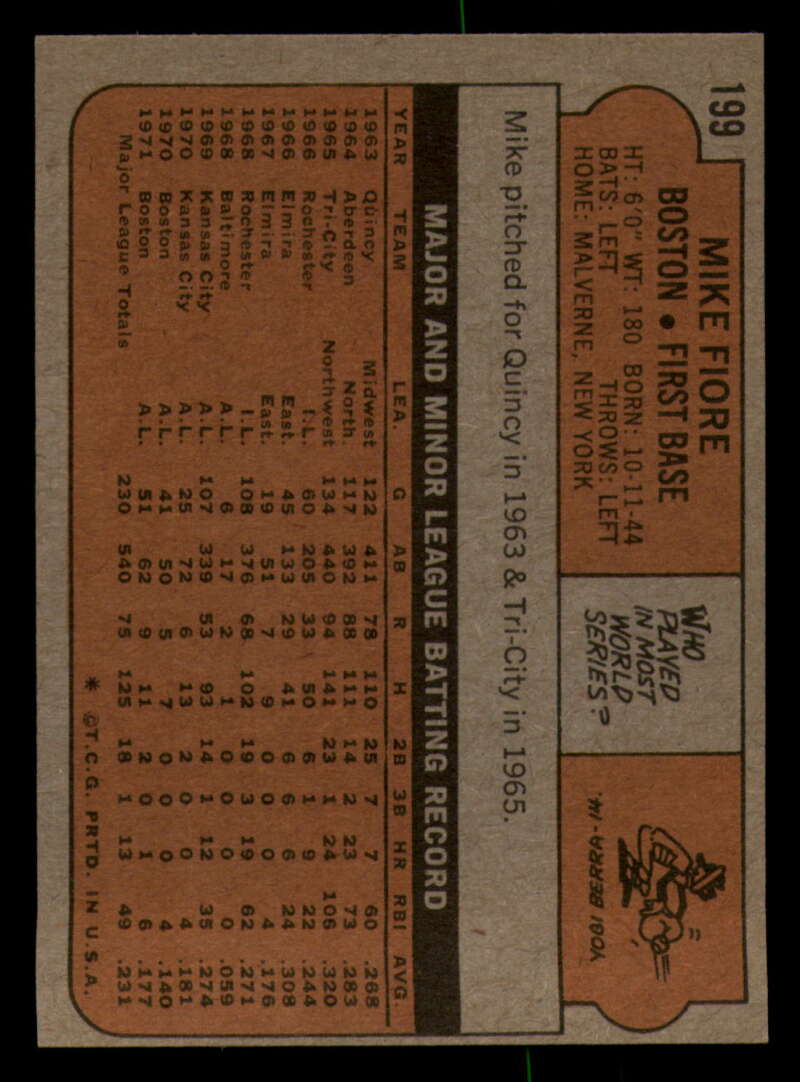 199
MIKE FIORE
BOSTON • FIRST BASE
HT: 6'0" WT: 180 BORN: 10-11-44
BATS: LEFT THROWS: LEFT
HOME: MALVERNE, NEW YORK
WHO
PLAYED
IN MOST
WORLD
SERIES?
YOGI BERRA-14.
Mike pitched for Quincy in 1963 & Tri-City in 1965.
MAJOR AND MINOR LEAGUE BATTING RECORD
YEAR TEAM LEA. G AB R H 2B 3B HR RBI AVG.
1963 Quincy Midwest 122 411 78 110 25 7 7 60 .268
1964 Aberdeen North. 117 392 88 111 14 2 23 73 .283
1965 Tri-City Northwest 134 440 94 141 23 1 24 106 .320
1966 Rochester I.L. 60 205 33 50 6 1 9 22 .244
1966 Elmira East. 45 133 29 41 6 6 6 24 .308
1967 Elmira East. 19 51 7 9 0 0 0 4 .176
1968 Rochester I.L. 108 376 68 102 19 3 19 62 .271
1968 Baltimore A.L. 6 17 2 1 0 0 0 0 .059
1969 Kansas City A.L. 107 339 53 93 14 1 12 35 .274
1970 Kansas City A.L. 25 72 6 13 2 0 0 4 .181
1970 Boston A.L. 41 50 5 7 0 0 0 4 .140
1971 Boston A.L. 51 62 9 11 2 0 1 6 .177
Major League Totals 230 540 75 125 18 1 13 49 .231
* ©T.C.G. PRTD. IN U.S.A.